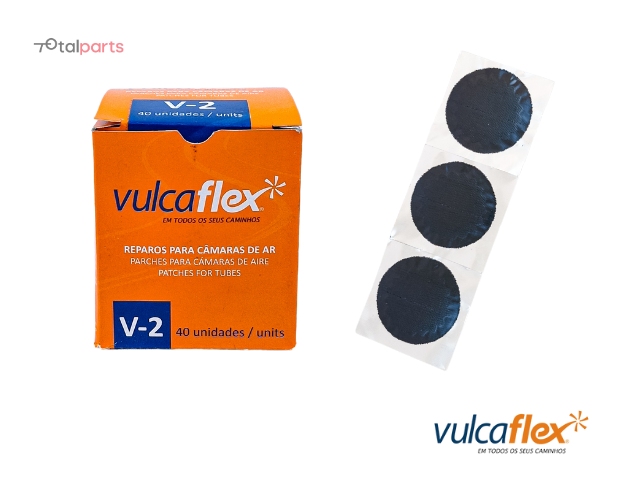 Totalparts
V-2
40 unidades / units
vulcaflex
EM TODOS OS SEUS CAMINHOS
REPAROS PARA CÂMARAS DE AR
PARCHES PARA CÁMARAS DE AIRE
PATCHES FOR TUBES
V-2 40 unidades / units
vulcaflex®
EM TODOS OS SEUS CAMINHOS